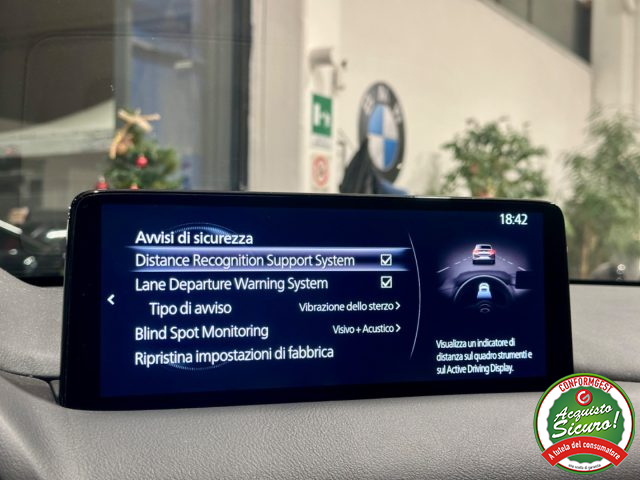 BMW
18:42
Avvisi di sicurezza
Distance Recognition Support System
Lane Departure Warning System
Tipo di avviso
Vibrazione dello sterzo
Blind Spot Monitoring
Visivo + Acustico
Ripristina impostazioni di fabbrica
Visualizza un indicatore di
distanza sul quadro strumenti e
sul Active Driving Display.
CONFORMGEST
Acquisto
Sicuro!
A tutela del consumatore